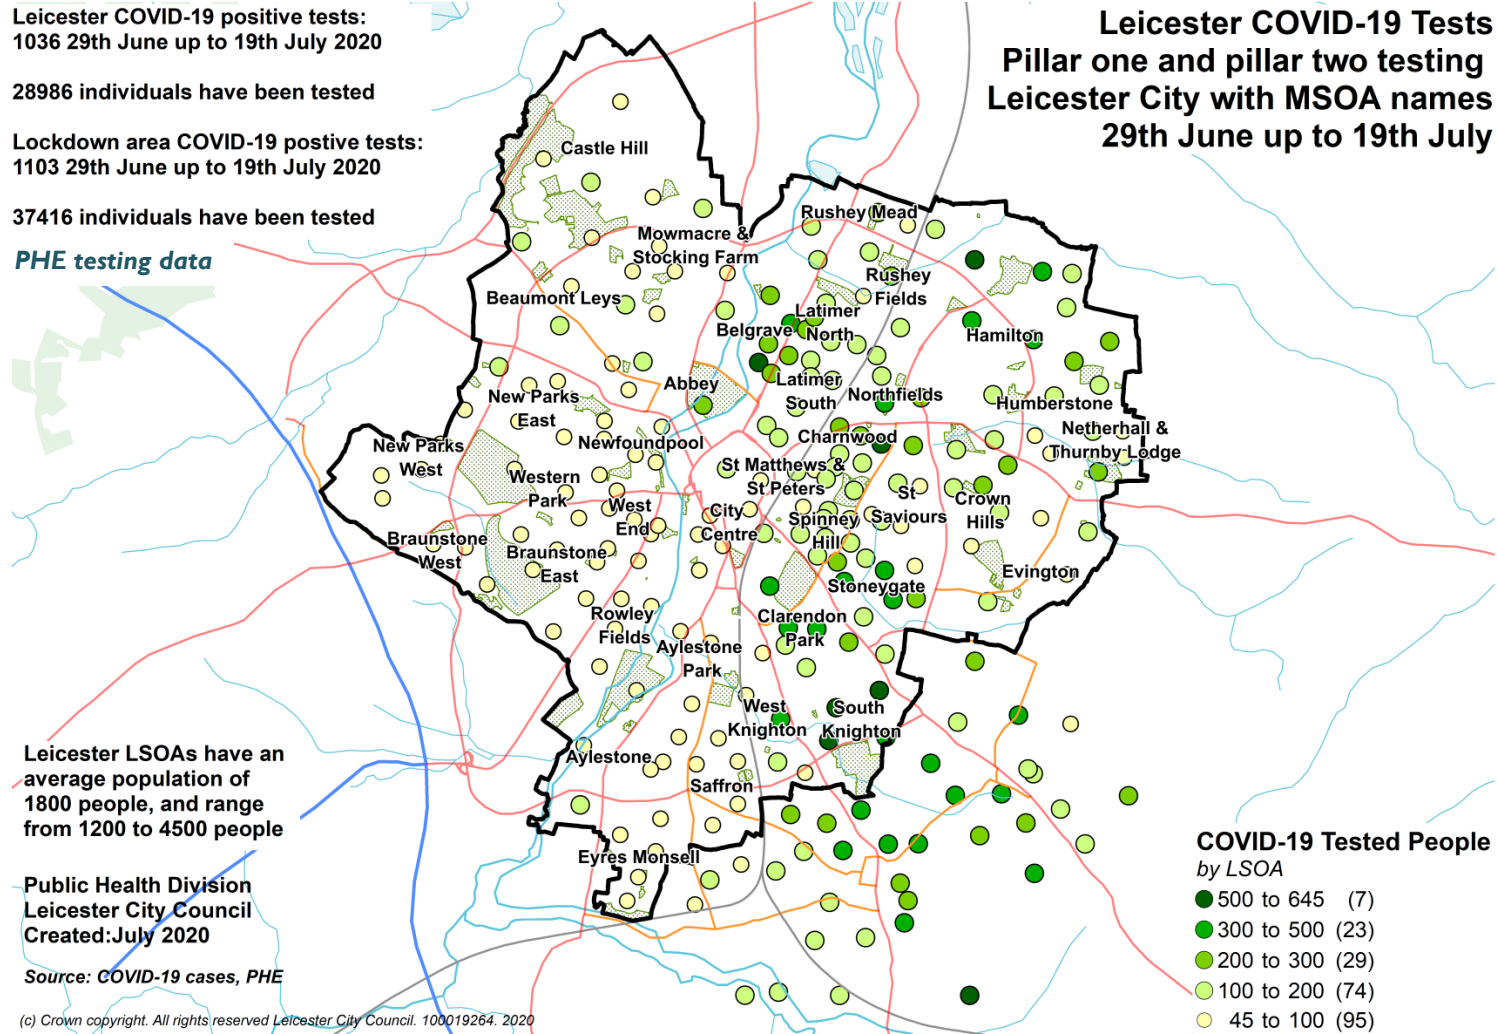 Leicester COVID-19 positive tests:
1036 29th June up to 19th July 2020
28986 individuals have been tested
Lockdown area COVID-19 postive tests:
1103 29th June up to 19th July 2020
37416 individuals have been tested
PHE testing data
Leicester COVID-19 Tests
Pillar one and pillar two testing
Leicester City with MSOA names
29th June up to 19th July
Castle Hill
Rushey Mead
Mowmacre &
Stocking Farm
Rushey
Fields
Beaumont Leys
Latimer
North
Belgrave
Hamilton
Abbey
Latimer
South
Northfields
New Parks
East
Humberstone
Netherhall &
Thurnby Lodge
Charnwood
Newfoundpool
New Parks
West
St Matthews &
St Peters
Western
Park
St
Saviours
Crown
Hills
West
End
City
Centre
Spinney
Hill
Braunstone
West
Braunstone
East
Evington
Stoneygate
Rowley
Fields
Clarendon
Park
Aylestone
Park
West
Knighton
South
Knighton
Aylestone
Saffron
Eyres Monsell
Leicester LSOAs have an
average population of
1800 people, and range
from 1200 to 4500 people
Public Health Division
Leicester City Council
Created:July 2020
Source: COVID-19 cases, PHE
(c) Crown copyright. All rights reserved Leicester City Council. 100019264. 2020
COVID-19 Tested People
by LSOA
500 to 645 (7)
300 to 500 (23)
200 to 300 (29)
100 to 200 (74)
45 to 100 (95)